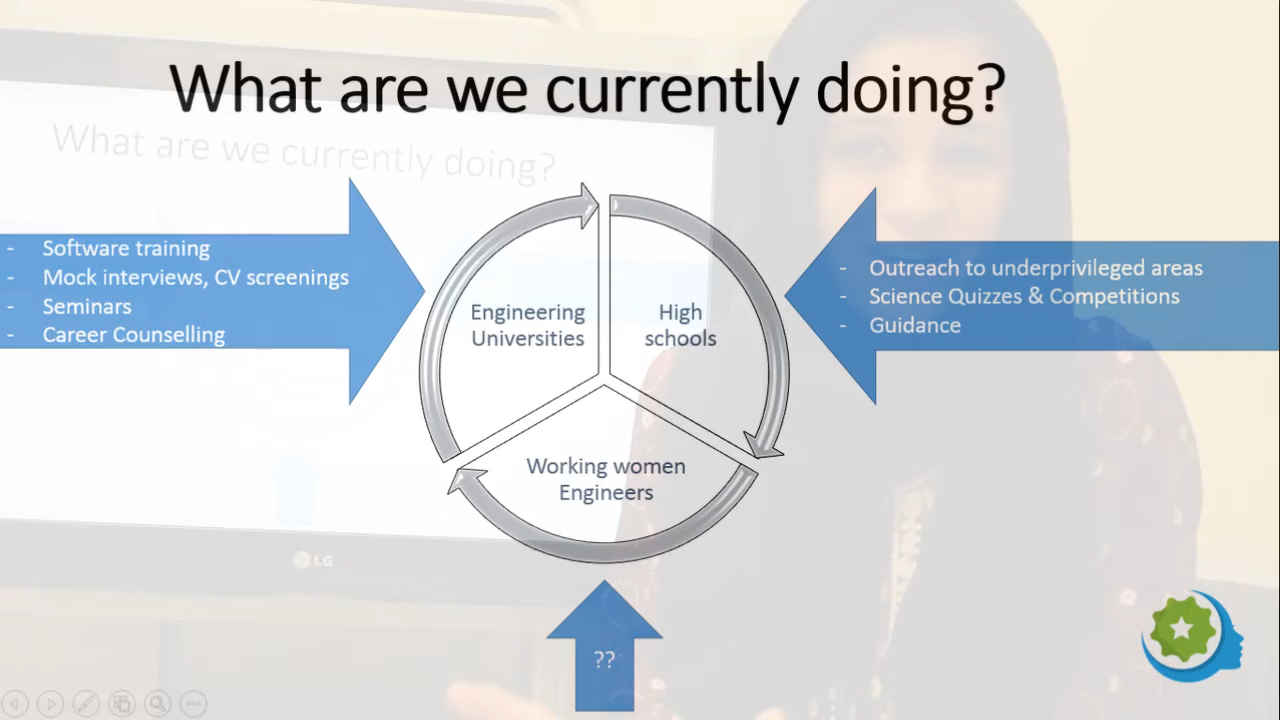 What are we currently doing?
What are we currently doing?
- Software training
- Mock interviews, CV screenings
- Seminars
- Career Counselling
Engineering
Universities
High
schools
- Outreach to underprivileged areas
- Science Quizzes & Competitions
- Guidance
Working women
Engineers
LG
??